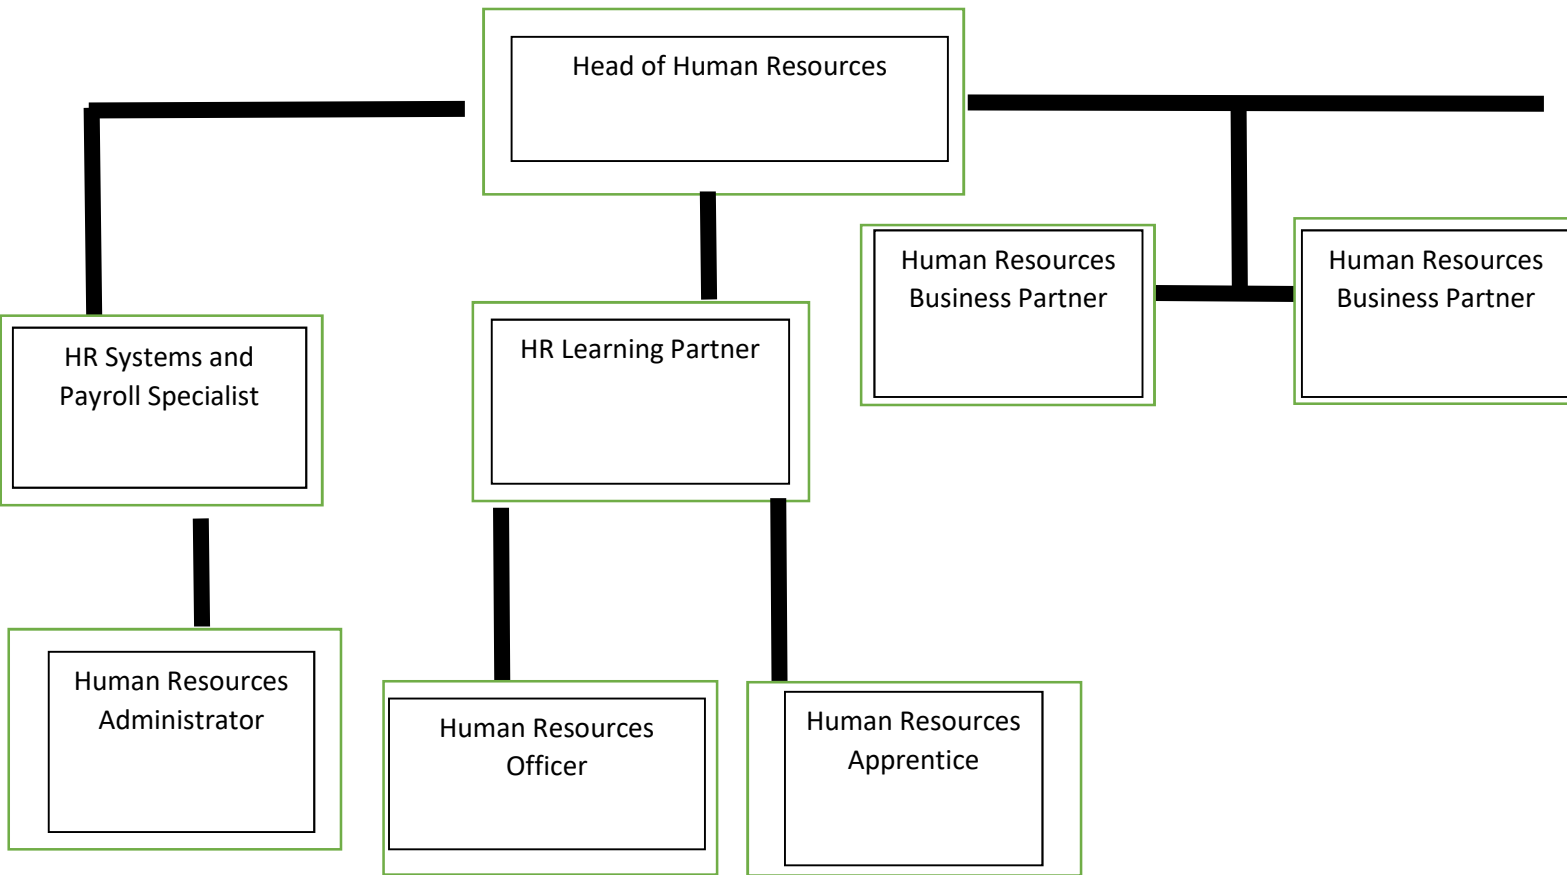 Head of Human Resources
Human Resources
Business Partner
Human Resources
Business Partner
HR Systems and
Payroll Specialist
HR Learning Partner
Human Resources
Administrator
Human Resources
Officer
Human Resources
Apprentice